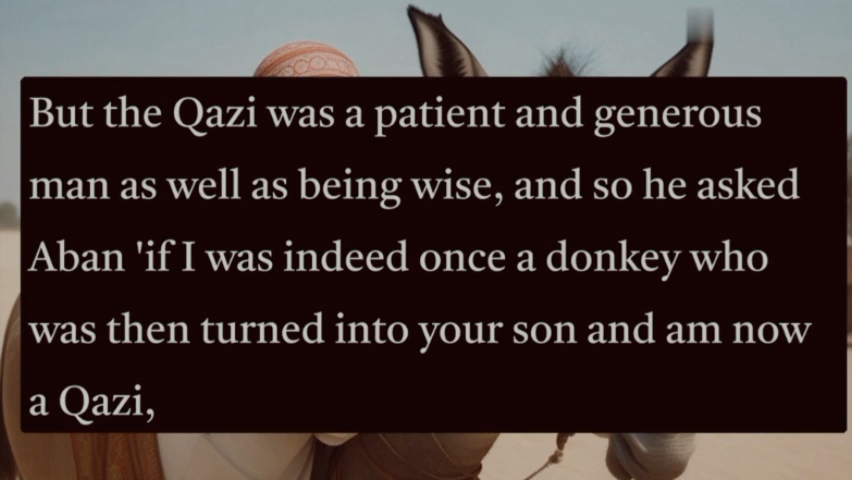 But the Qazi was a patient and generous
man as well as being wise, and so he asked
Aban 'if I was indeed once a donkey who
was then turned into your son and am now
a Qazi,